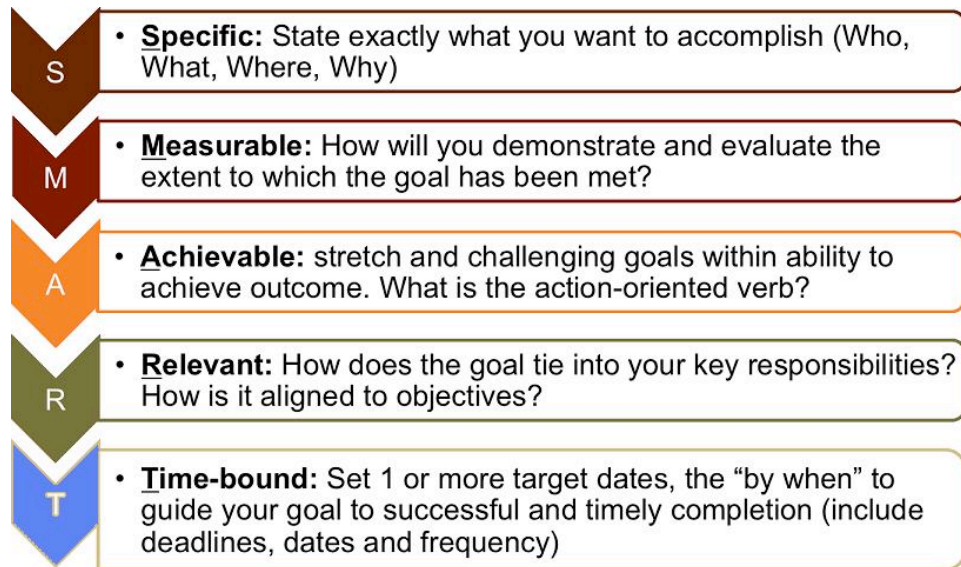 S
• Specific: State exactly what you want to accomplish (Who,
What, Where, Why)
M
• Measurable: How will you demonstrate and evaluate the
extent to which the goal has been met?
A
• Achievable: stretch and challenging goals within ability to
achieve outcome. What is the action-oriented verb?
R
• Relevant: How does the goal tie into your key responsibilities?
How is it aligned to objectives?
T
• Time-bound: Set 1 or more target dates, the “by when” to
guide your goal to successful and timely completion (include
deadlines, dates and frequency)